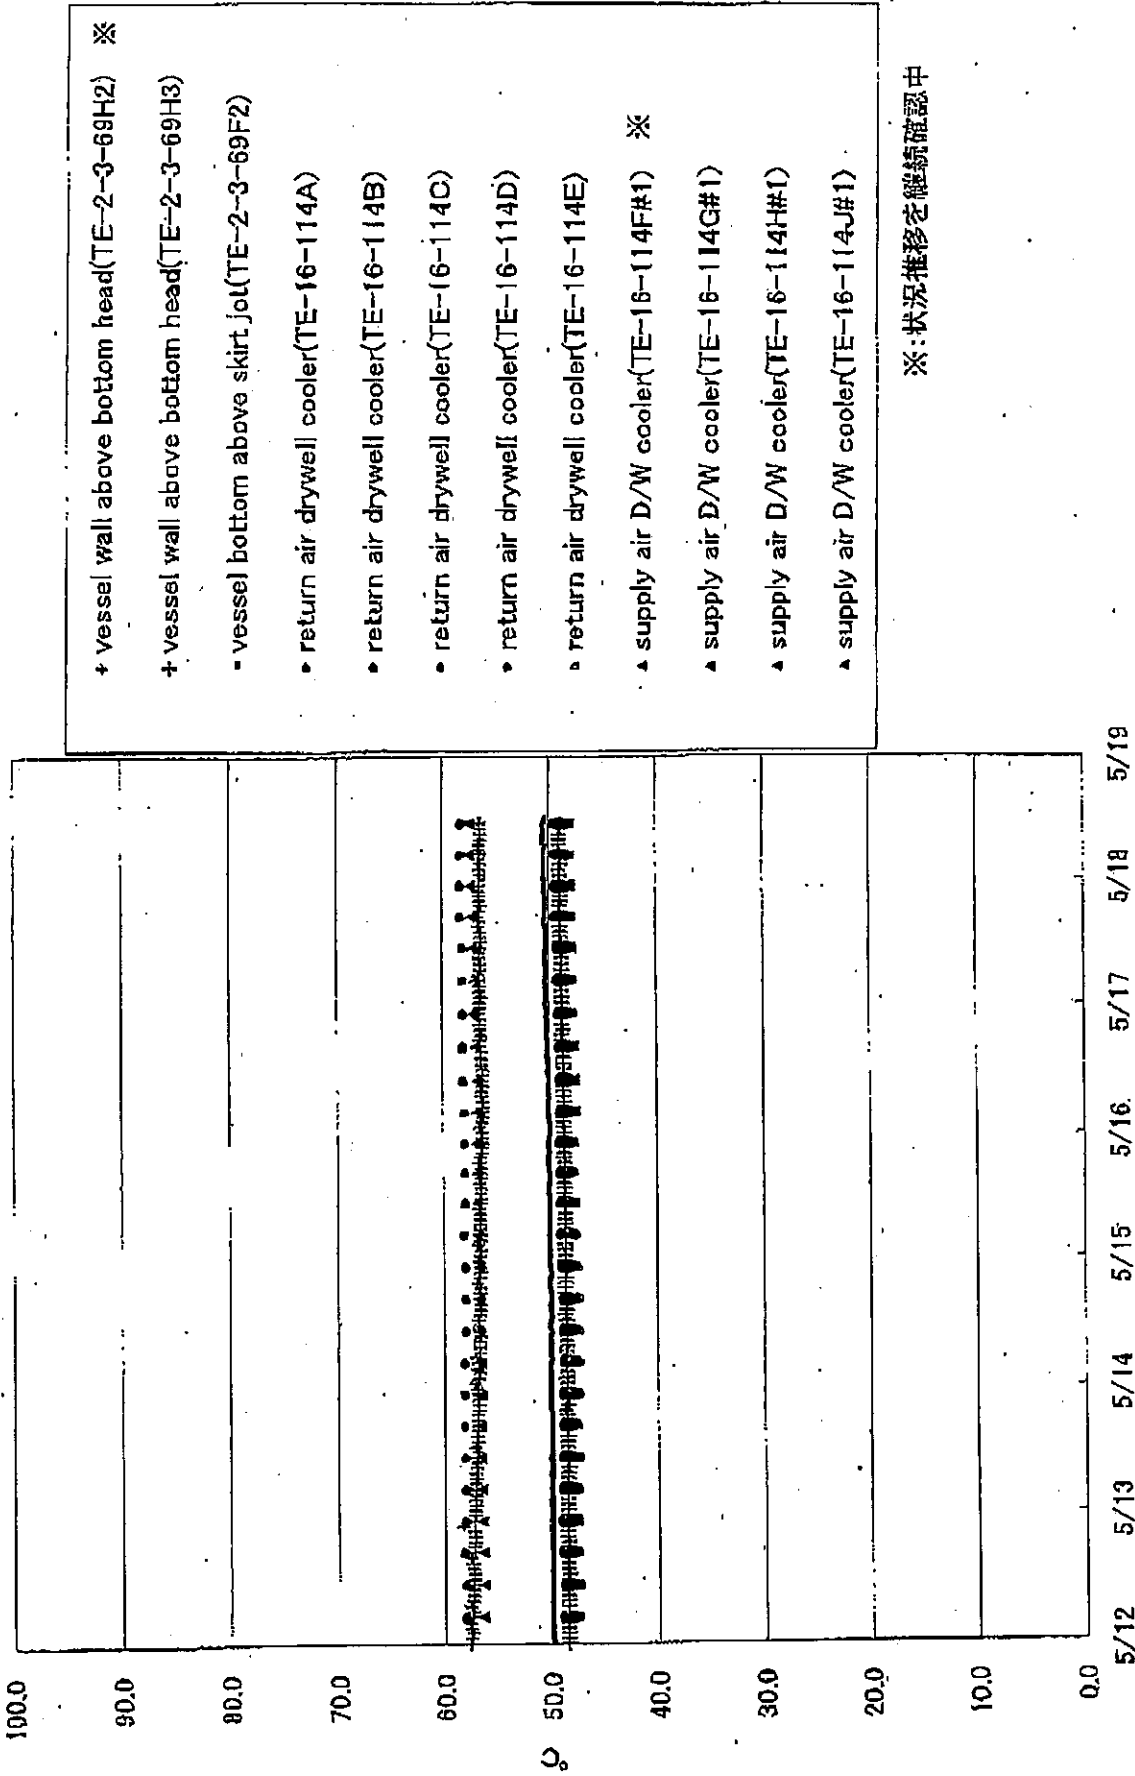 + vessel wall above bottom head(TE-2-3-69H2) ※
+ vessel wall above bottom head(TE-2-3-69H3)
- vessel bottom above skirt jot(TE-2-3-69F2)
• return air drywell cooler(TE-16-114A)
• return air drywell cooler(TE-16-114B)
• return air drywell cooler(TE-16-114C)
• return air drywell cooler(TE-16-114D)
▫ return air drywell cooler(TE-16-114E)
▲ supply air D/W cooler(TE-16-114F#1) ※
▲ supply air D/W cooler(TE-16-114G#1)
▲ supply air D/W cooler(TE-16-114H#1)
▲ supply air D/W cooler(TE-16-114J#1)
※:状況推移を継続確認中
100.0
90.0
80.0
70.0
60.0
50.0
40.0
30.0
20.0
10.0
0.0
℃
5/12 5/13 5/14 5/15 5/16 5/17 5/18 5/19